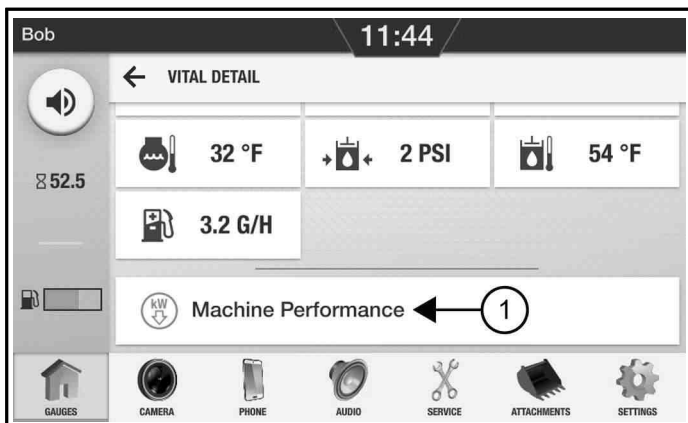 Bob
11:44
VITAL DETAIL
32 °F
2 PSI
54 °F
52.5
3.2 G/H
kW
Machine Performance
1
GAUGES
CAMERA
PHONE
AUDIO
SERVICE
ATTACHMENTS
SETTINGS